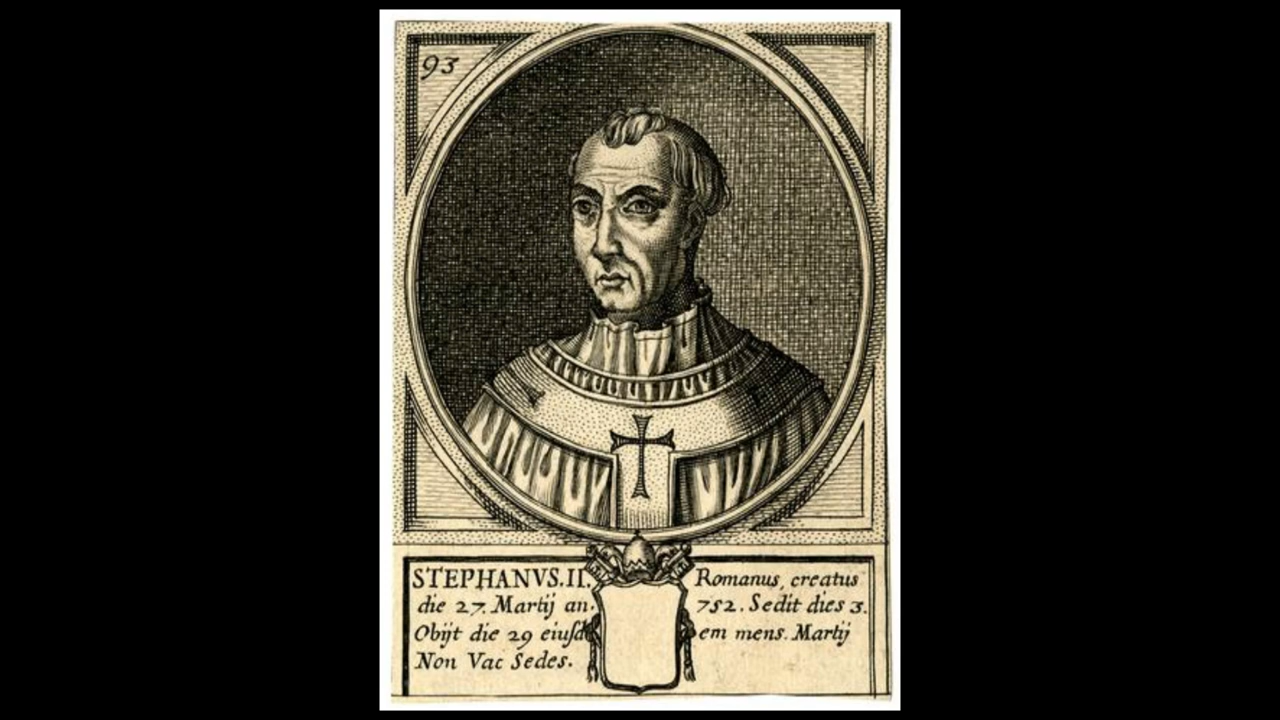 93
STEPHANVS. II. Romanus, creatus
die 27. Martij an. 752. Sedit dies 3.
Obijt die 29 eiuſdem mens. Martij
Non Vac Sedes.